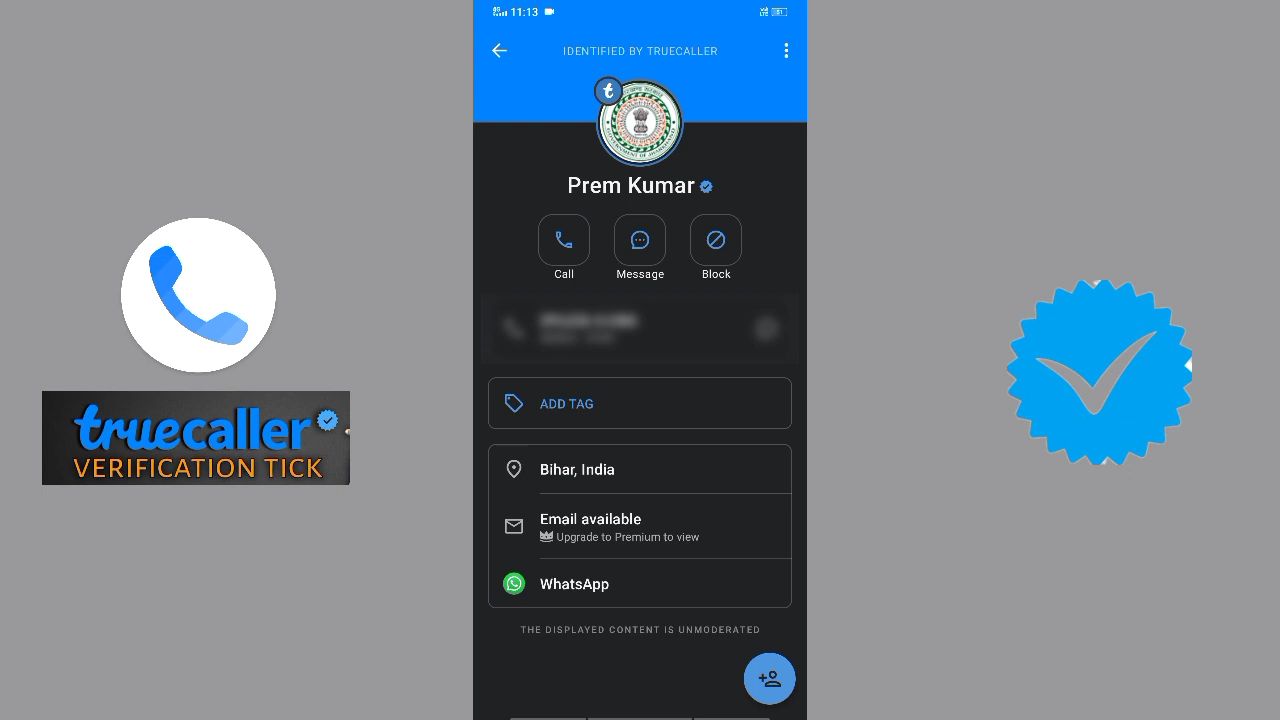 11:13
IDENTIFIED BY TRUECALLER
Prem Kumar
Call
Message
Block
ADD TAG
Bihar, India
Email available
Upgrade to Premium to view
WhatsApp
THE DISPLAYED CONTENT IS UNMODERATED
truecaller
VERIFICATION TICK